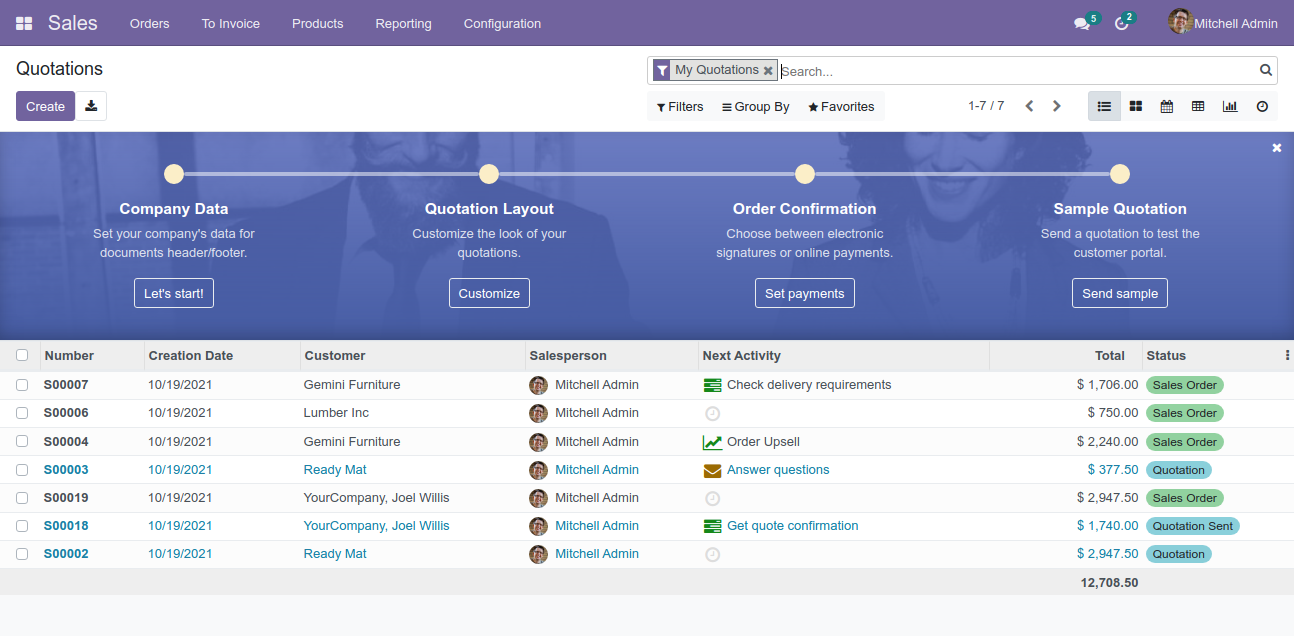 Sales Orders To Invoice Products Reporting Configuration 5 2 Mitchell Admin
Quotations
My Quotations Search...
Create
Filters Group By Favorites 1-7 / 7
Company Data Quotation Layout Order Confirmation Sample Quotation
Set your company's data for Customize the look of your Choose between electronic Send a quotation to test the
documents header/footer. quotations. signatures or online payments. customer portal.
Let's start! Customize Set payments Send sample
Number Creation Date Customer Salesperson Next Activity Total Status
S00007 10/19/2021 Gemini Furniture Mitchell Admin Check delivery requirements $ 1,706.00 Sales Order
S00006 10/19/2021 Lumber Inc Mitchell Admin $ 750.00 Sales Order
S00004 10/19/2021 Gemini Furniture Mitchell Admin Order Upsell $ 2,240.00 Sales Order
S00003 10/19/2021 Ready Mat Mitchell Admin Answer questions $ 377.50 Quotation
S00019 10/19/2021 YourCompany, Joel Willis Mitchell Admin $ 2,947.50 Sales Order
S00018 10/19/2021 YourCompany, Joel Willis Mitchell Admin Get quote confirmation $ 1,740.00 Quotation Sent
S00002 10/19/2021 Ready Mat Mitchell Admin $ 2,947.50 Quotation
12,708.50